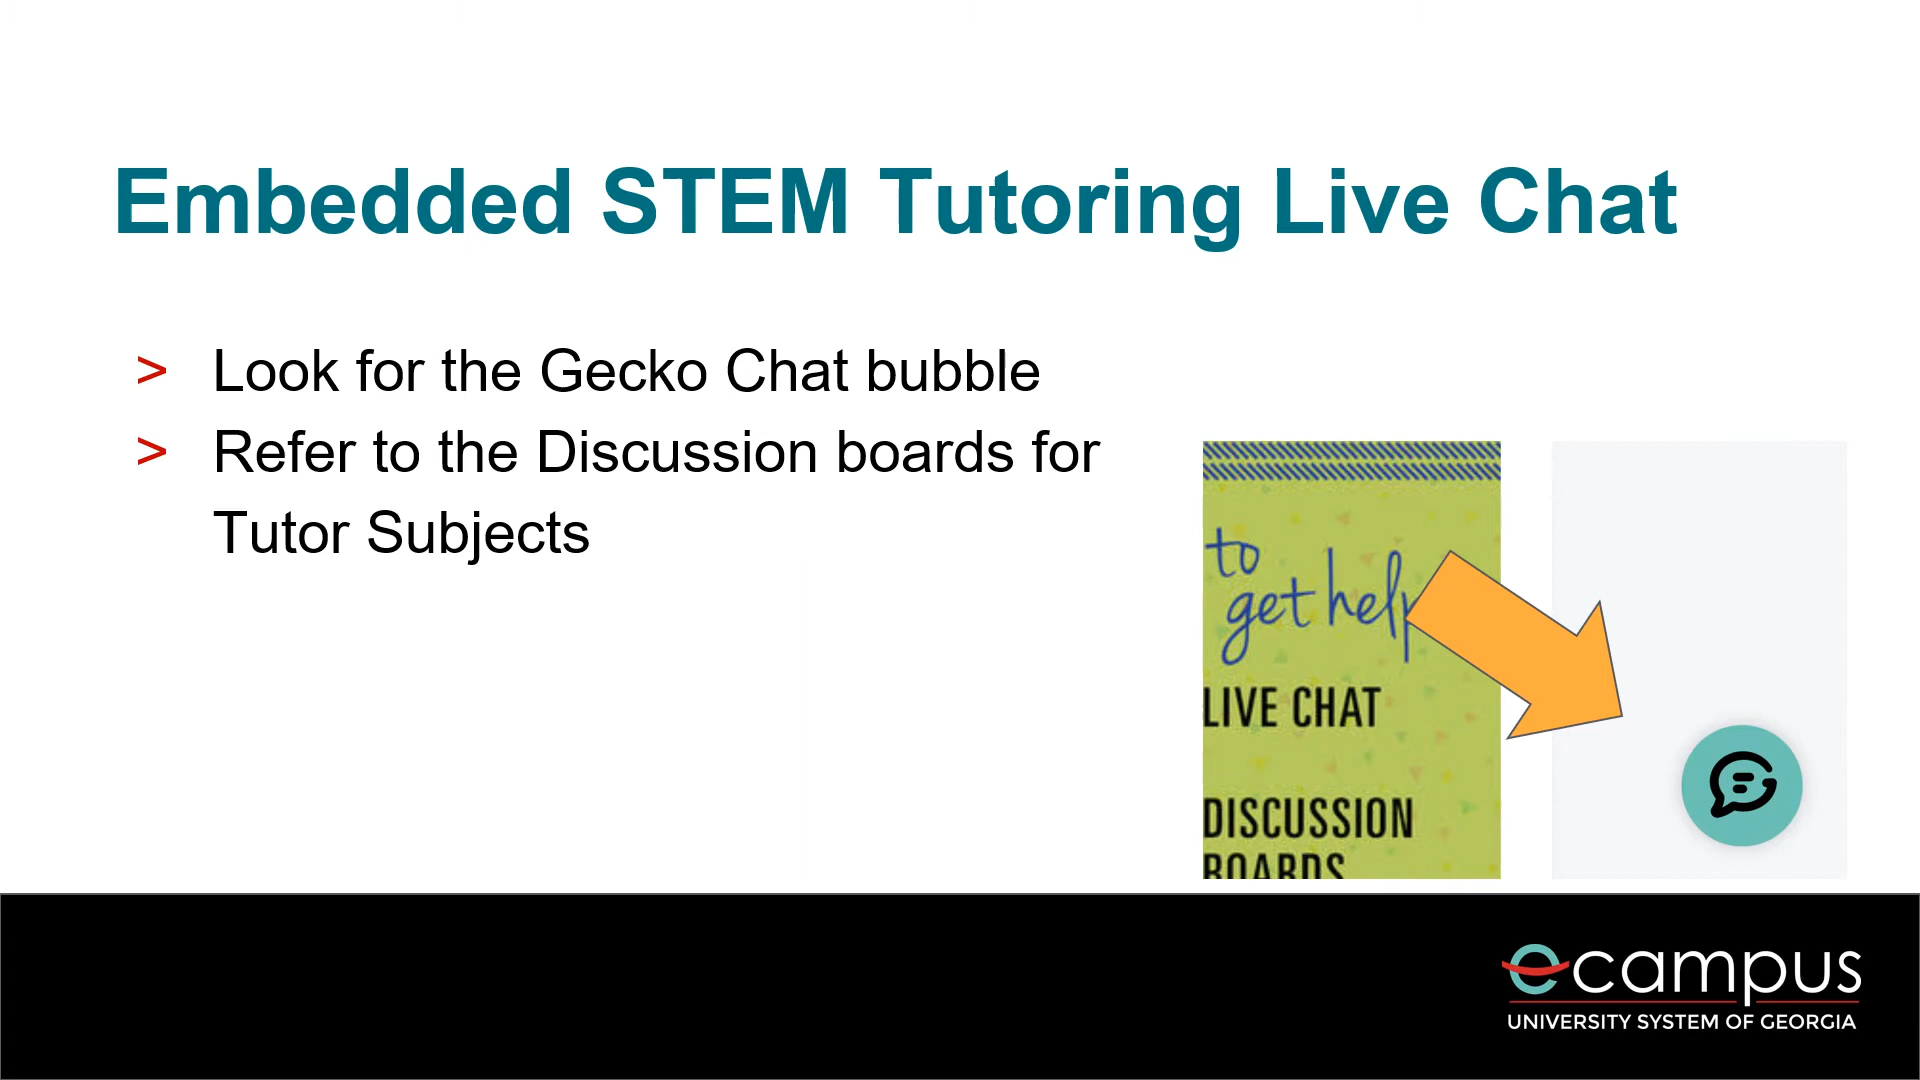 Embedded STEM Tutoring Live Chat
> Look for the Gecko Chat bubble
> Refer to the Discussion boards for
Tutor Subjects
to
get help
LIVE CHAT
DISCUSSION
BOARDS
ecampus
UNIVERSITY SYSTEM OF GEORGIA